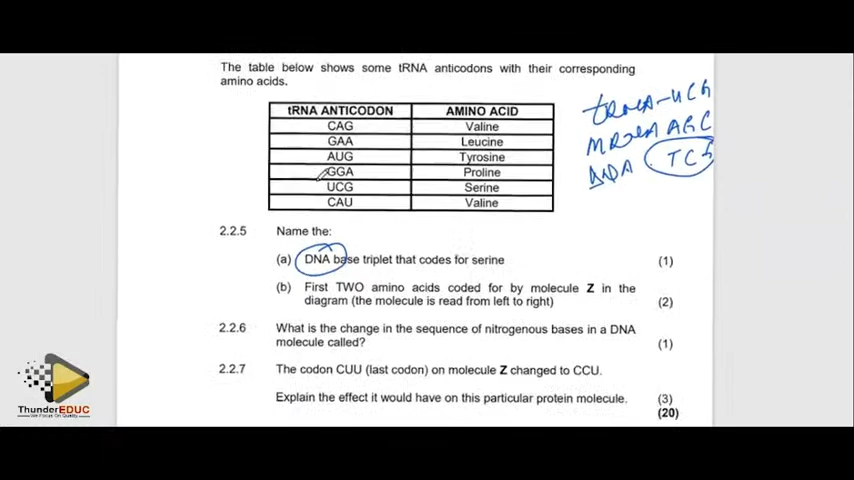 The table below shows some tRNA anticodons with their corresponding
amino acids.
tRNA ANTICODON AMINO ACID
CAG Valine
GAA Leucine
AUG Tyrosine
GGA Proline
UCG Serine
CAU Valine
tRNA-UCG
MRNA AGC
DNA TCG
2.2.5 Name the:
(a) DNA base triplet that codes for serine (1)
(b) First TWO amino acids coded for by molecule Z in the
diagram (the molecule is read from left to right) (2)
2.2.6 What is the change in the sequence of nitrogenous bases in a DNA
molecule called? (1)
2.2.7 The codon CUU (last codon) on molecule Z changed to CCU.
Explain the effect it would have on this particular protein molecule. (3)
(20)
ThunderEDUC
We Focus On Quality